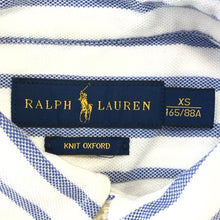 RALPH LAUREN
XS
165/88A
KNIT OXFORD